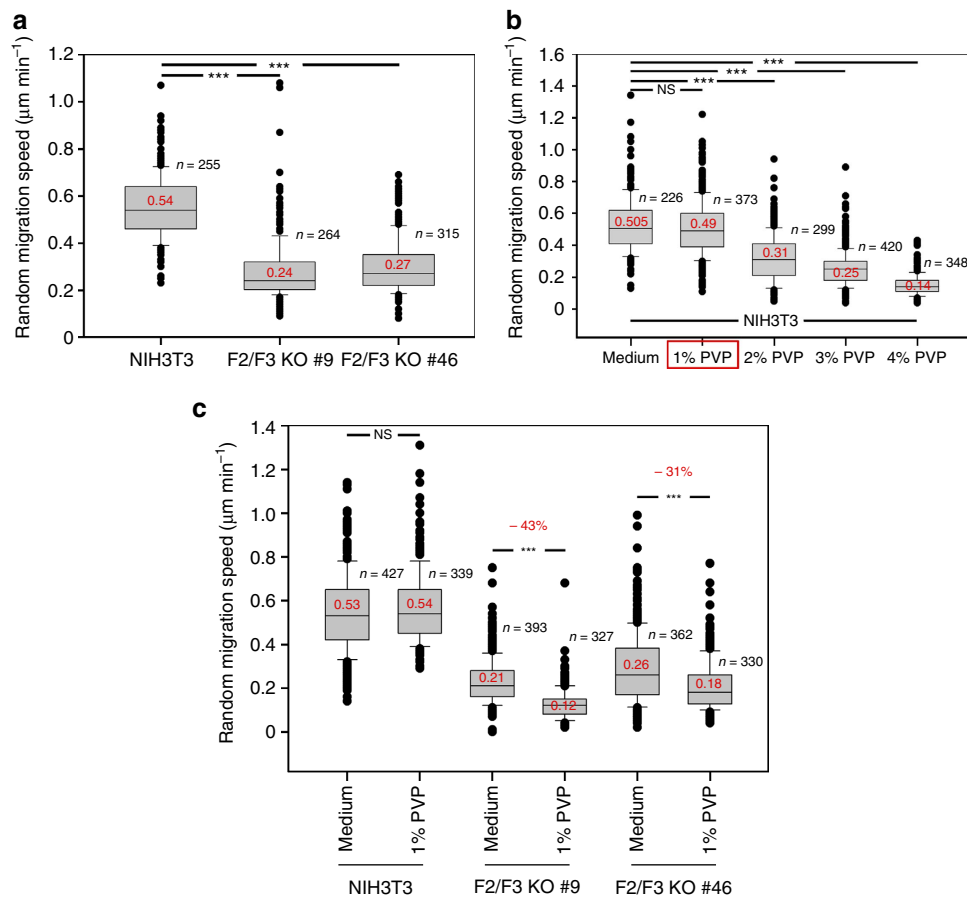 a
Random migration speed (μm min⁻¹)
1.2
1.0
0.8
0.6
0.4
0.2
0
***
***
n = 255
n = 264
n = 315
0.54
0.24
0.27
NIH3T3
F2/F3 KO #9
F2/F3 KO #46
b
Random migration speed (μm min⁻¹)
1.6
1.4
1.2
1.0
0.8
0.6
0.4
0.2
0
***
***
***
NS
n = 226
n = 373
n = 299
n = 420
n = 348
0.505
0.49
0.31
0.25
0.14
NIH3T3
Medium
1% PVP
2% PVP
3% PVP
4% PVP
c
Random migration speed (μm min⁻¹)
1.4
1.2
1.0
0.8
0.6
0.4
0.2
0
NS
– 43%
***
– 31%
***
n = 427
n = 339
n = 393
n = 327
n = 362
n = 330
0.53
0.54
0.21
0.12
0.26
0.18
Medium
1% PVP
Medium
1% PVP
Medium
1% PVP
NIH3T3
F2/F3 KO #9
F2/F3 KO #46